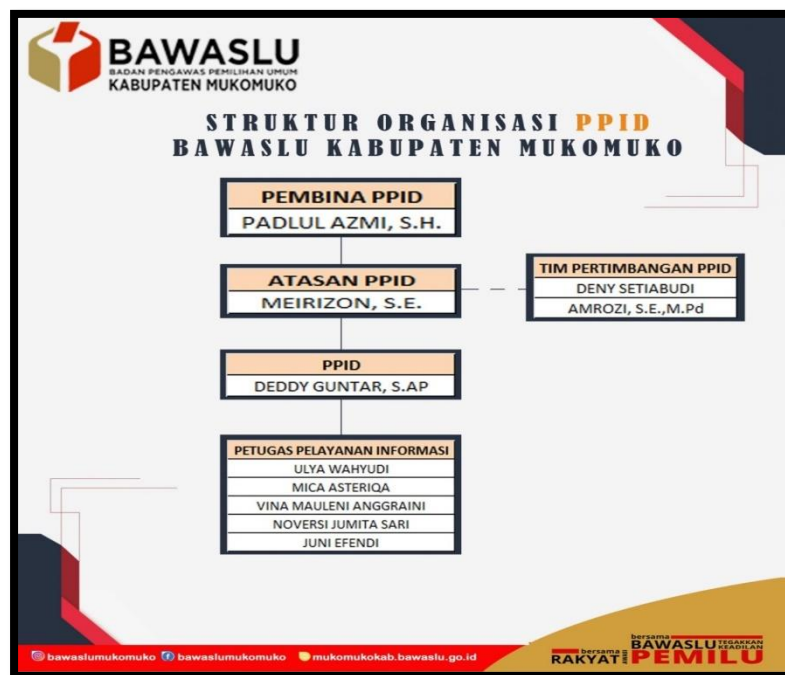 BAWASLU
BADAN PENGAWAS PEMILIHAN UMUM
KABUPATEN MUKOMUKO
STRUKTUR ORGANISASI PPID
BAWASLU KABUPATEN MUKOMUKO
PEMBINA PPID
PADLUL AZMI, S.H.
ATASAN PPID
MEIRIZON, S.E.
TIM PERTIMBANGAN PPID
DENY SETIABUDI
AMROZI, S.E.,M.Pd
PPID
DEDDY GUNTAR, S.AP
PETUGAS PELAYANAN INFORMASI
ULYA WAHYUDI
MICA ASTERIQA
VINA MAULENI ANGGRAINI
NOVERSI JUMITA SARI
JUNI EFENDI
bawaslumukomuko bawaslumukomuko mukomukokab.bawaslu.go.id
bersama
RAKYAT
AWASI
bersama
BAWASLU
TEGAKKAN
KEADILAN
PEMILU